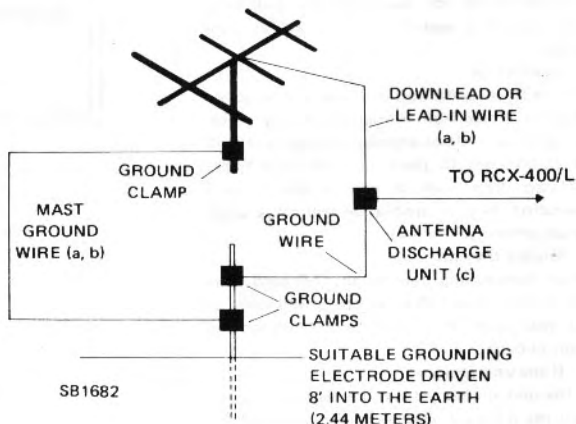 DOWNLEAD OR
LEAD-IN WIRE
(a, b)
TO RCX-400/L
GROUND
CLAMP
MAST
GROUND
WIRE (a, b)
GROUND
WIRE
ANTENNA
DISCHARGE
UNIT (c)
GROUND
CLAMPS
SUITABLE GROUNDING
ELECTRODE DRIVEN
8' INTO THE EARTH
(2.44 METERS)
SB1682